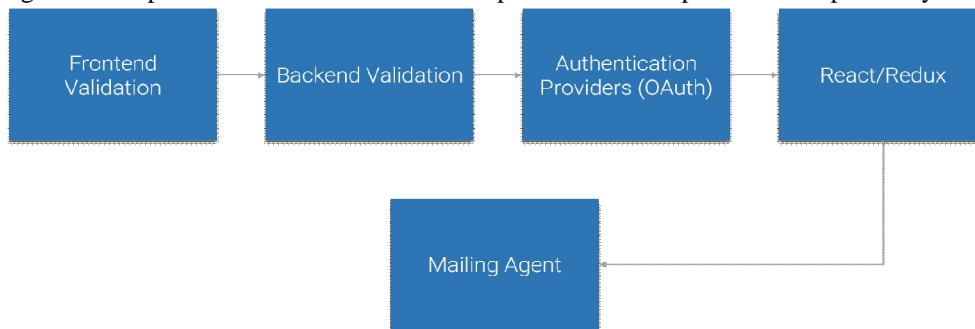 Frontend
Validation
Backend Validation
Authentication
Providers (OAuth)
React/Redux
Mailing Agent